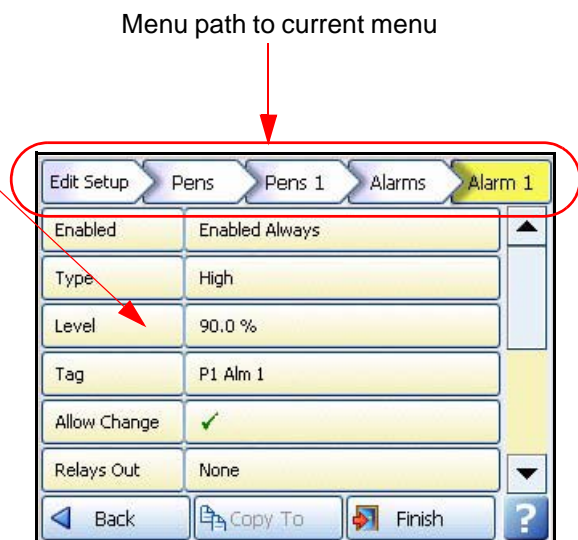 Menu path to current menu
Edit Setup Pens Pens 1 Alarms Alarm 1
Enabled Enabled Always
Type High
Level 90.0 %
Tag P1 Alm 1
Allow Change ✓
Relays Out None
Back Copy To Finish ?